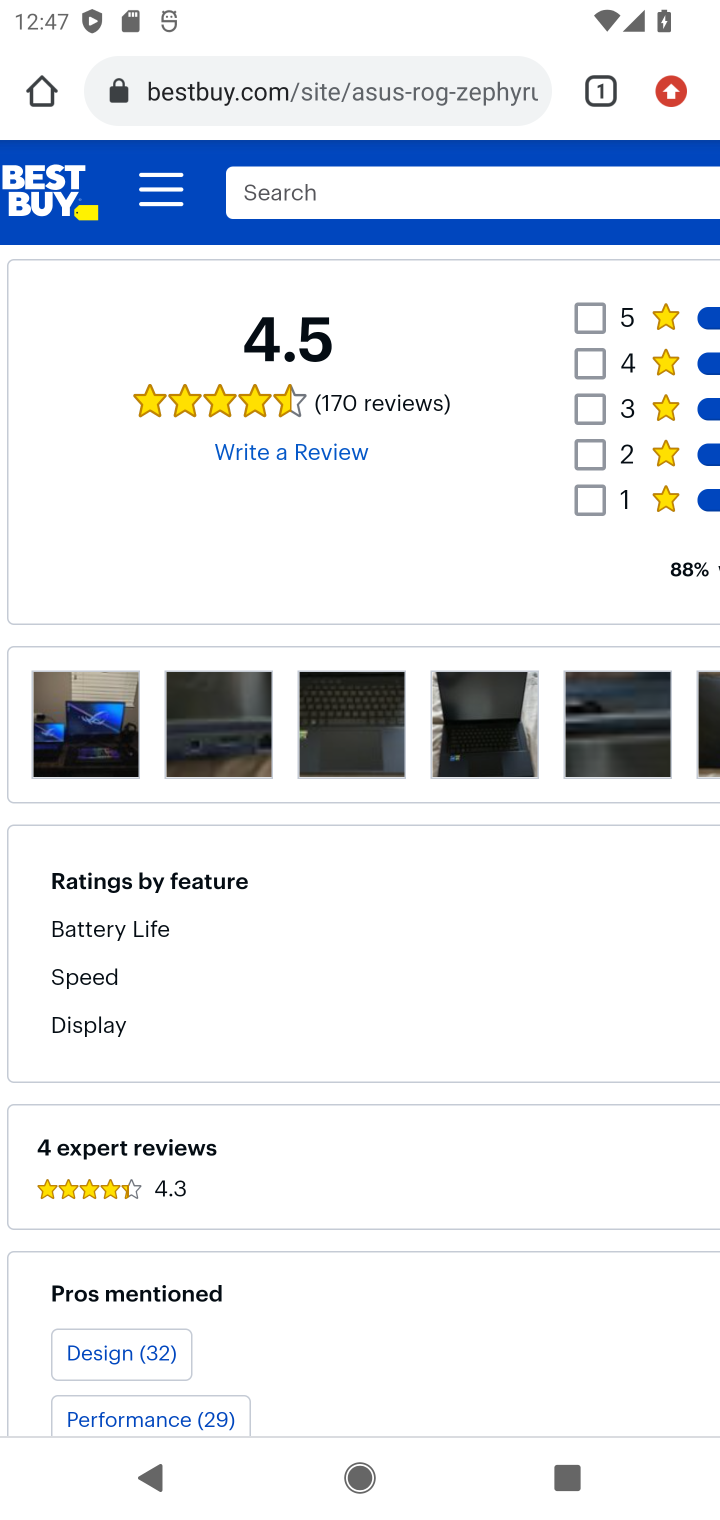 12:47
bestbuy.com/site/asus-rog-zephyru
1
BEST BUY
Search
4.5
(170 reviews)
Write a Review
5
4
3
2
1
88%
Ratings by feature
Battery Life
Speed
Display
4 expert reviews
4.3
Pros mentioned
Design (32)
Performance (29)